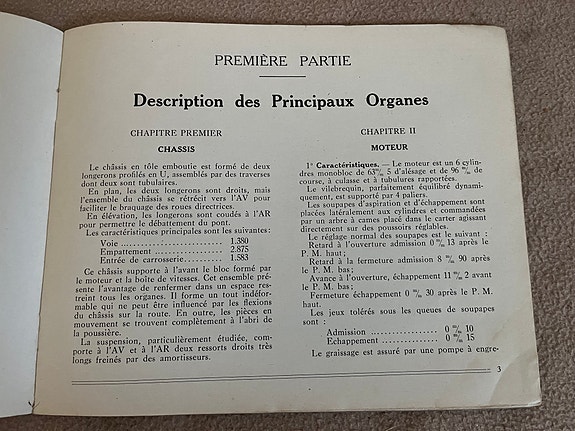 PREMIÈRE PARTIE
Description des Principaux Organes
CHAPITRE PREMIER
CHASSIS
Le châssis en tôle emboutie est formé de deux
longerons profilés en U, assemblés par des traverses
dont deux sont tubulaires.
En plan, les deux longerons sont droits, mais
l'ensemble du châssis se rétrécit vers l'AV pour
faciliter le braquage des roues directrices.
En élévation, les longerons sont coudés à l'AR
pour permettre le débattement du pont.
Les caractéristiques principales sont les suivantes :
Voie .......................... 1.380
Empattement ................... 2.875
Entrée de carrosserie.......... 1.583
Ce châssis supporte à l'avant le bloc formé par
le moteur et la boîte de vitesses. Cet ensemble pré-
sente l'avantage de renfermer dans un espace res-
treint tous les organes. Il forme un tout indéfor-
mable qui ne peut être influencé par les flexions
du châssis sur la route. En outre, les pièces en
mouvement se trouvent complètement à l'abri de
la poussière.
La suspension, particulièrement étudiée, com-
porte à l'AV et à l'AR deux ressorts droits très
longs freinés par des amortisseurs.
CHAPITRE II
MOTEUR
1° Caractéristiques. — Le moteur est un 6 cylin-
dres monobloc de 63m/m 5 d'alésage et de 96 m/m de
course, à culasse et à tubulures rapportées.
Le vilebrequin, parfaitement équilibré dynami-
quement, est supporté par 4 paliers.
Les soupapes d'aspiration et d'échappement sont
placées latéralement aux cylindres et commandées
par un arbre à cames placé dans le carter agissant
directement sur des poussoirs réglables.
Le réglage normal des soupapes est le suivant :
Retard à l'ouverture admission 0 m/m 13 après le
P. M. haut ;
Retard à la fermeture admission 8 m/m 90 après
le P. M. bas ;
Avance à l'ouverture, échappement 11 m/m 2 avant
le P. M. bas ;
Fermeture échappement 0 m/m 30 après le P. M.
haut.
Les jeux tolérés sous les queues de soupapes
sont :
Admission .................. 0 m/m 10
Echappement ................ 0 m/m 15
Le graissage est assuré par une pompe à engre-
3